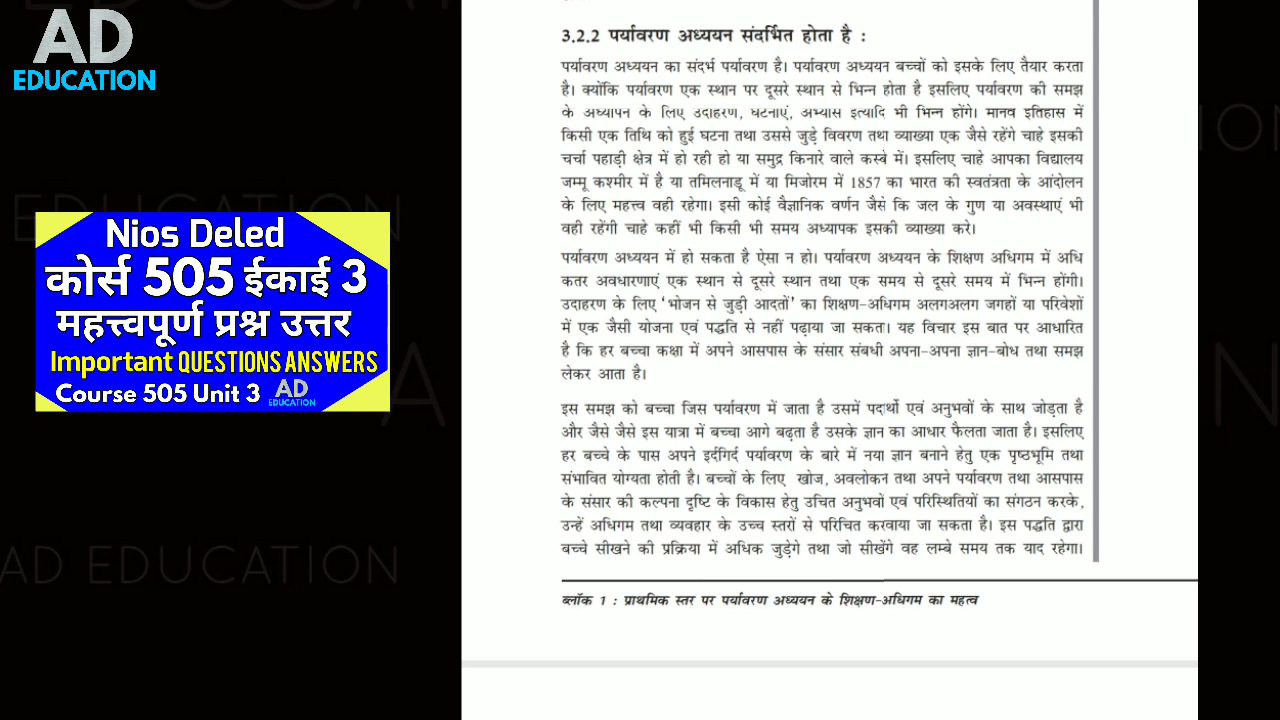 AD
EDUCATION
Nios Deled
कोर्स 505 ईकाई 3
महत्त्वपूर्ण प्रश्न उत्तर
Important QUESTIONS ANSWERS
Course 505 Unit 3
AD
EDUCATION
3.2.2 पर्यावरण अध्ययन संदर्भित होता है :
पर्यावरण अध्ययन का संदर्भ पर्यावरण है। पर्यावरण अध्ययन बच्चों को इसके लिए तैयार करता
है। क्योंकि पर्यावरण एक स्थान पर दूसरे स्थान से भिन्न होता है इसलिए पर्यावरण की समझ
के अध्यापन के लिए उदाहरण, घटनाएं, अभ्यास इत्यादि भी भिन्न होंगे। मानव इतिहास में
किसी एक तिथि को हुई घटना तथा उससे जुड़े विवरण तथा व्याख्या एक जैसे रहेंगे चाहे इसकी
चर्चा पहाड़ी क्षेत्र में हो रही हो या समुद्र किनारे वाले कस्बे में। इसलिए चाहे आपका विद्यालय
जम्मू कश्मीर में है या तमिलनाडू में या मिजोरम में 1857 का भारत की स्वतंत्रता के आंदोलन
के लिए महत्त्व वही रहेगा। इसी कोई वैज्ञानिक वर्णन जैसे कि जल के गुण या अवस्थाएं भी
वही रहेंगी चाहे कहीं भी किसी भी समय अध्यापक इसकी व्याख्या करे।
पर्यावरण अध्ययन में हो सकता है ऐसा न हो। पर्यावरण अध्ययन के शिक्षण अधिगम में अधि
कतर अवधारणाएं एक स्थान से दूसरे स्थान तथा एक समय से दूसरे समय में भिन्न होंगी।
उदाहरण के लिए 'भोजन से जुड़ी आदतों' का शिक्षण-अधिगम अलगअलग जगहों या परिवेशों
में एक जैसी योजना एवं पद्धति से नहीं पढ़ाया जा सकता। यह विचार इस बात पर आधारित
है कि हर बच्चा कक्षा में अपने आसपास के संसार संबधी अपना-अपना ज्ञान-बोध तथा समझ
लेकर आता है।
इस समझ को बच्चा जिस पर्यावरण में जाता है उसमें पदार्थो एवं अनुभवों के साथ जोड़ता है
और जैसे जैसे इस यात्रा में बच्चा आगे बढ़ता है उसके ज्ञान का आधार फैलता जाता है। इसलिए
हर बच्चे के पास अपने इर्दगिर्द पर्यावरण के बारे में नया ज्ञान बनाने हेतु एक पृष्ठभूमि तथा
संभावित योग्यता होती है। बच्चों के लिए खोज, अवलोकन तथा अपने पर्यावरण तथा आसपास
के संसार की कल्पना दृष्टि के विकास हेतु उचित अनुभवों एवं परिस्थितियों का संगठन करके,
उन्हें अधिगम तथा व्यवहार के उच्च स्तरों से परिचित करवाया जा सकता है। इस पद्धति द्वारा
बच्चे सीखने की प्रक्रिया में अधिक जुड़ेगे तथा जो सीखेंगे वह लम्बे समय तक याद रहेगा।
ब्लॉक 1 : प्राथमिक स्तर पर पर्यावरण अध्ययन के शिक्षण-अधिगम का महत्व
AD EDUCATION